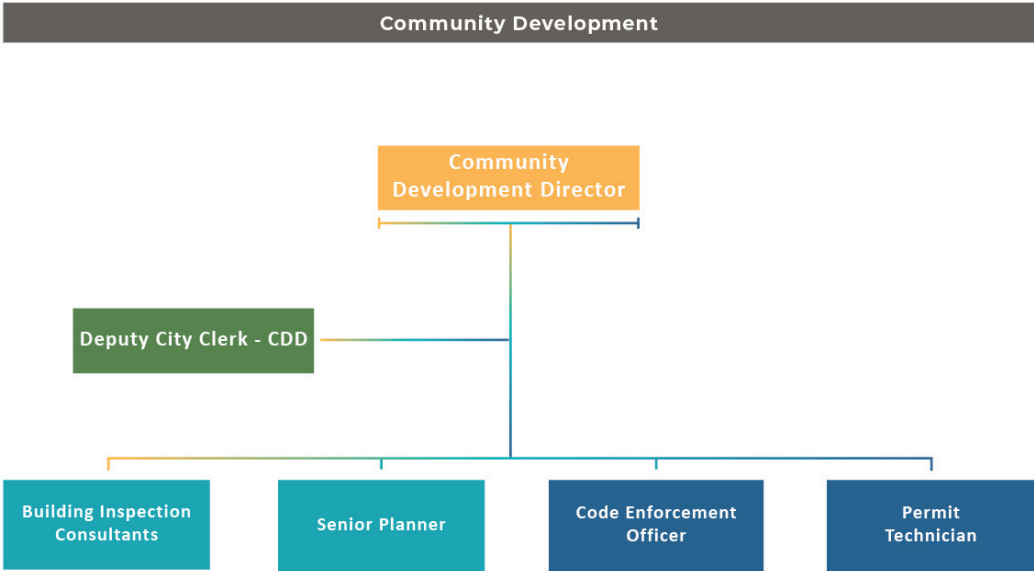 Community Development
Community
Development Director
Deputy City Clerk - CDD
Building Inspection
Consultants
Senior Planner
Code Enforcement
Officer
Permit
Technician